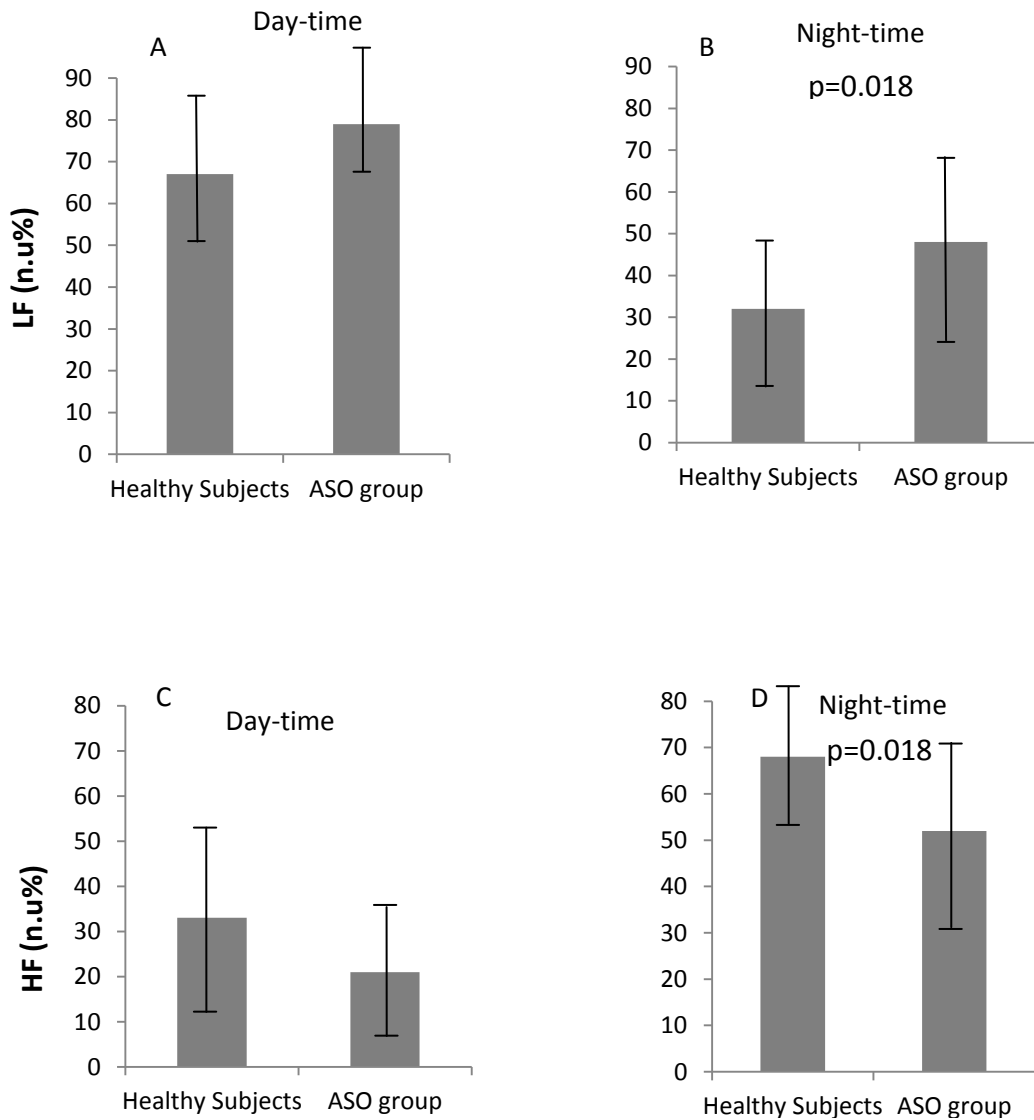 A
Day-time
90
80
70
60
50
40
30
20
10
0
LF (n.u%)
Healthy Subjects
ASO group
B
Night-time
p=0.018
90
80
70
60
50
40
30
20
10
0
Healthy Subjects
ASO group
C
Day-time
80
70
60
50
40
30
20
10
0
HF (n.u%)
Healthy Subjects
ASO group
D
Night-time
p=0.018
80
70
60
50
40
30
20
10
0
Healthy Subjects
ASO group